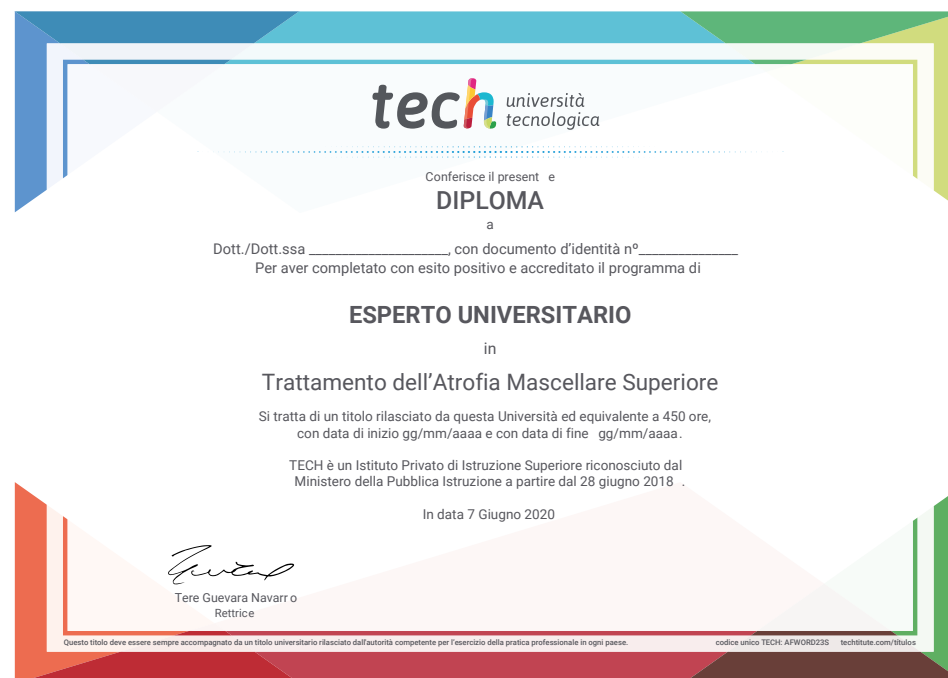 tech università
tecnologica
Conferisce il present e
DIPLOMA
a
Dott./Dott.ssa _____________________, con documento d'identità nº_______________
Per aver completato con esito positivo e accreditato il programma di
ESPERTO UNIVERSITARIO
in
Trattamento dell'Atrofia Mascellare Superiore
Si tratta di un titolo rilasciato da questa Università ed equivalente a 450 ore,
con data di inizio gg/mm/aaaa e con data di fine gg/mm/aaaa.
TECH è un Istituto Privato di Istruzione Superiore riconosciuto dal
Ministero della Pubblica Istruzione a partire dal 28 giugno 2018 .
In data 7 Giugno 2020
Tere Guevara Navarr o
Rettrice
Questo titolo deve essere sempre accompagnato da un titolo universitario rilasciato dall'autorità competente per l'esercizio della pratica professionale in ogni paese. codice unico TECH: AFWORD23S techtitute.com/titulos